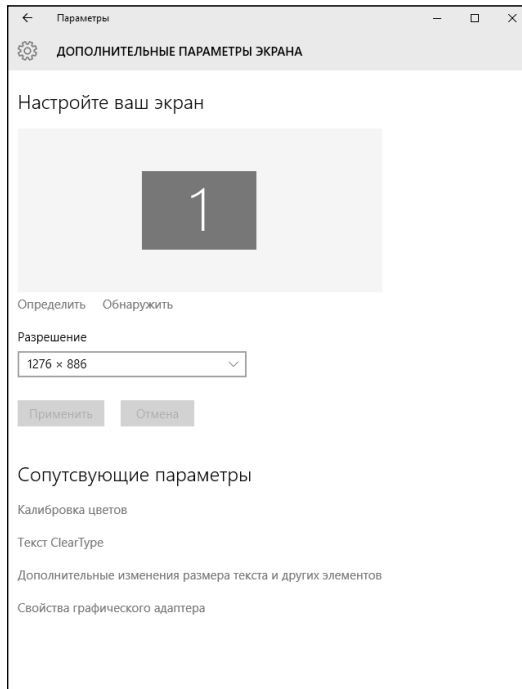 Параметры
ДОПОЛНИТЕЛЬНЫЕ ПАРАМЕТРЫ ЭКРАНА
Настройте ваш экран
1
Определить Обнаружить
Разрешение
1276 × 886
Применить Отмена
Сопутсвующие параметры
Калибровка цветов
Текст ClearType
Дополнительные изменения размера текста и других элементов
Свойства графического адаптера